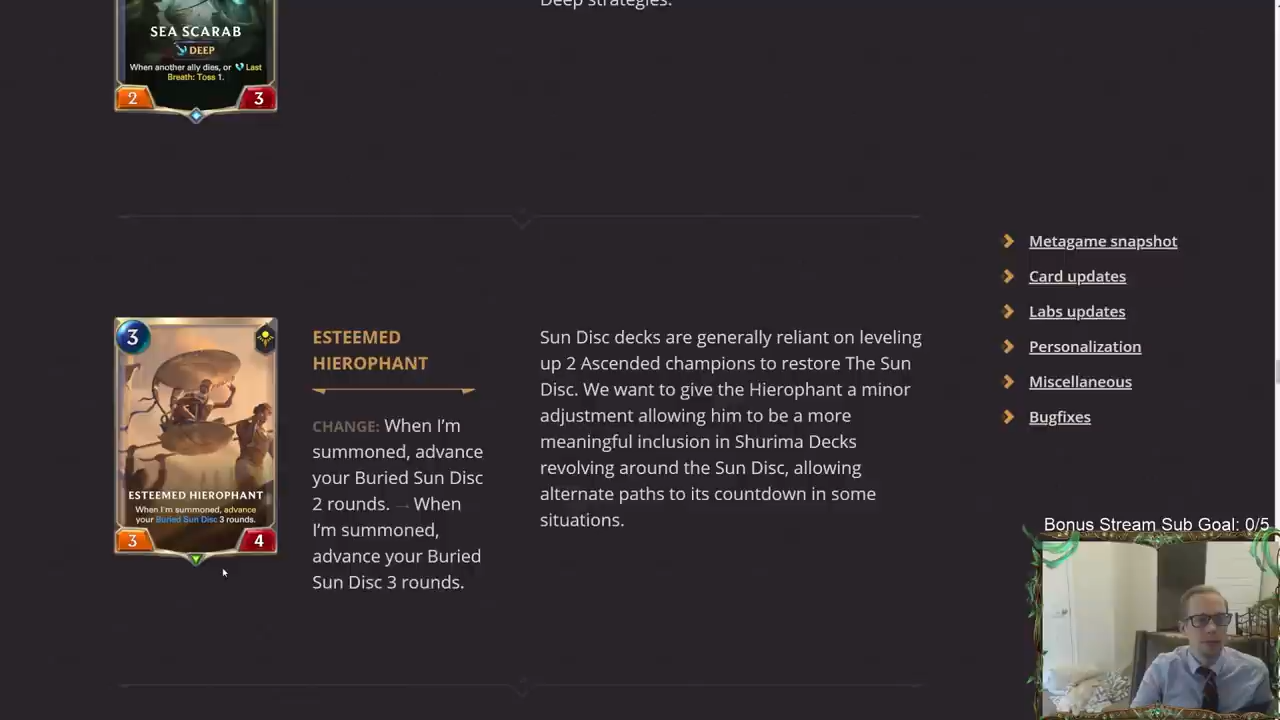 Deep strategies.
SEA SCARAB
DEEP
When another ally dies, or Last
Breath: Toss 1.
2
3
Metagame snapshot
Card updates
Labs updates
Personalization
Miscellaneous
Bugfixes
3
ESTEEMED HIEROPHANT
When I'm summoned, advance
your Buried Sun Disc 3 rounds.
3
4
ESTEEMED
HIEROPHANT
CHANGE: When I’m
summoned, advance
your Buried Sun Disc
2 rounds. → When
I’m summoned,
advance your Buried
Sun Disc 3 rounds.
Sun Disc decks are generally reliant on leveling
up 2 Ascended champions to restore The Sun
Disc. We want to give the Hierophant a minor
adjustment allowing him to be a more
meaningful inclusion in Shurima Decks
revolving around the Sun Disc, allowing
alternate paths to its countdown in some
situations.
Bonus Stream Sub Goal: 0/5